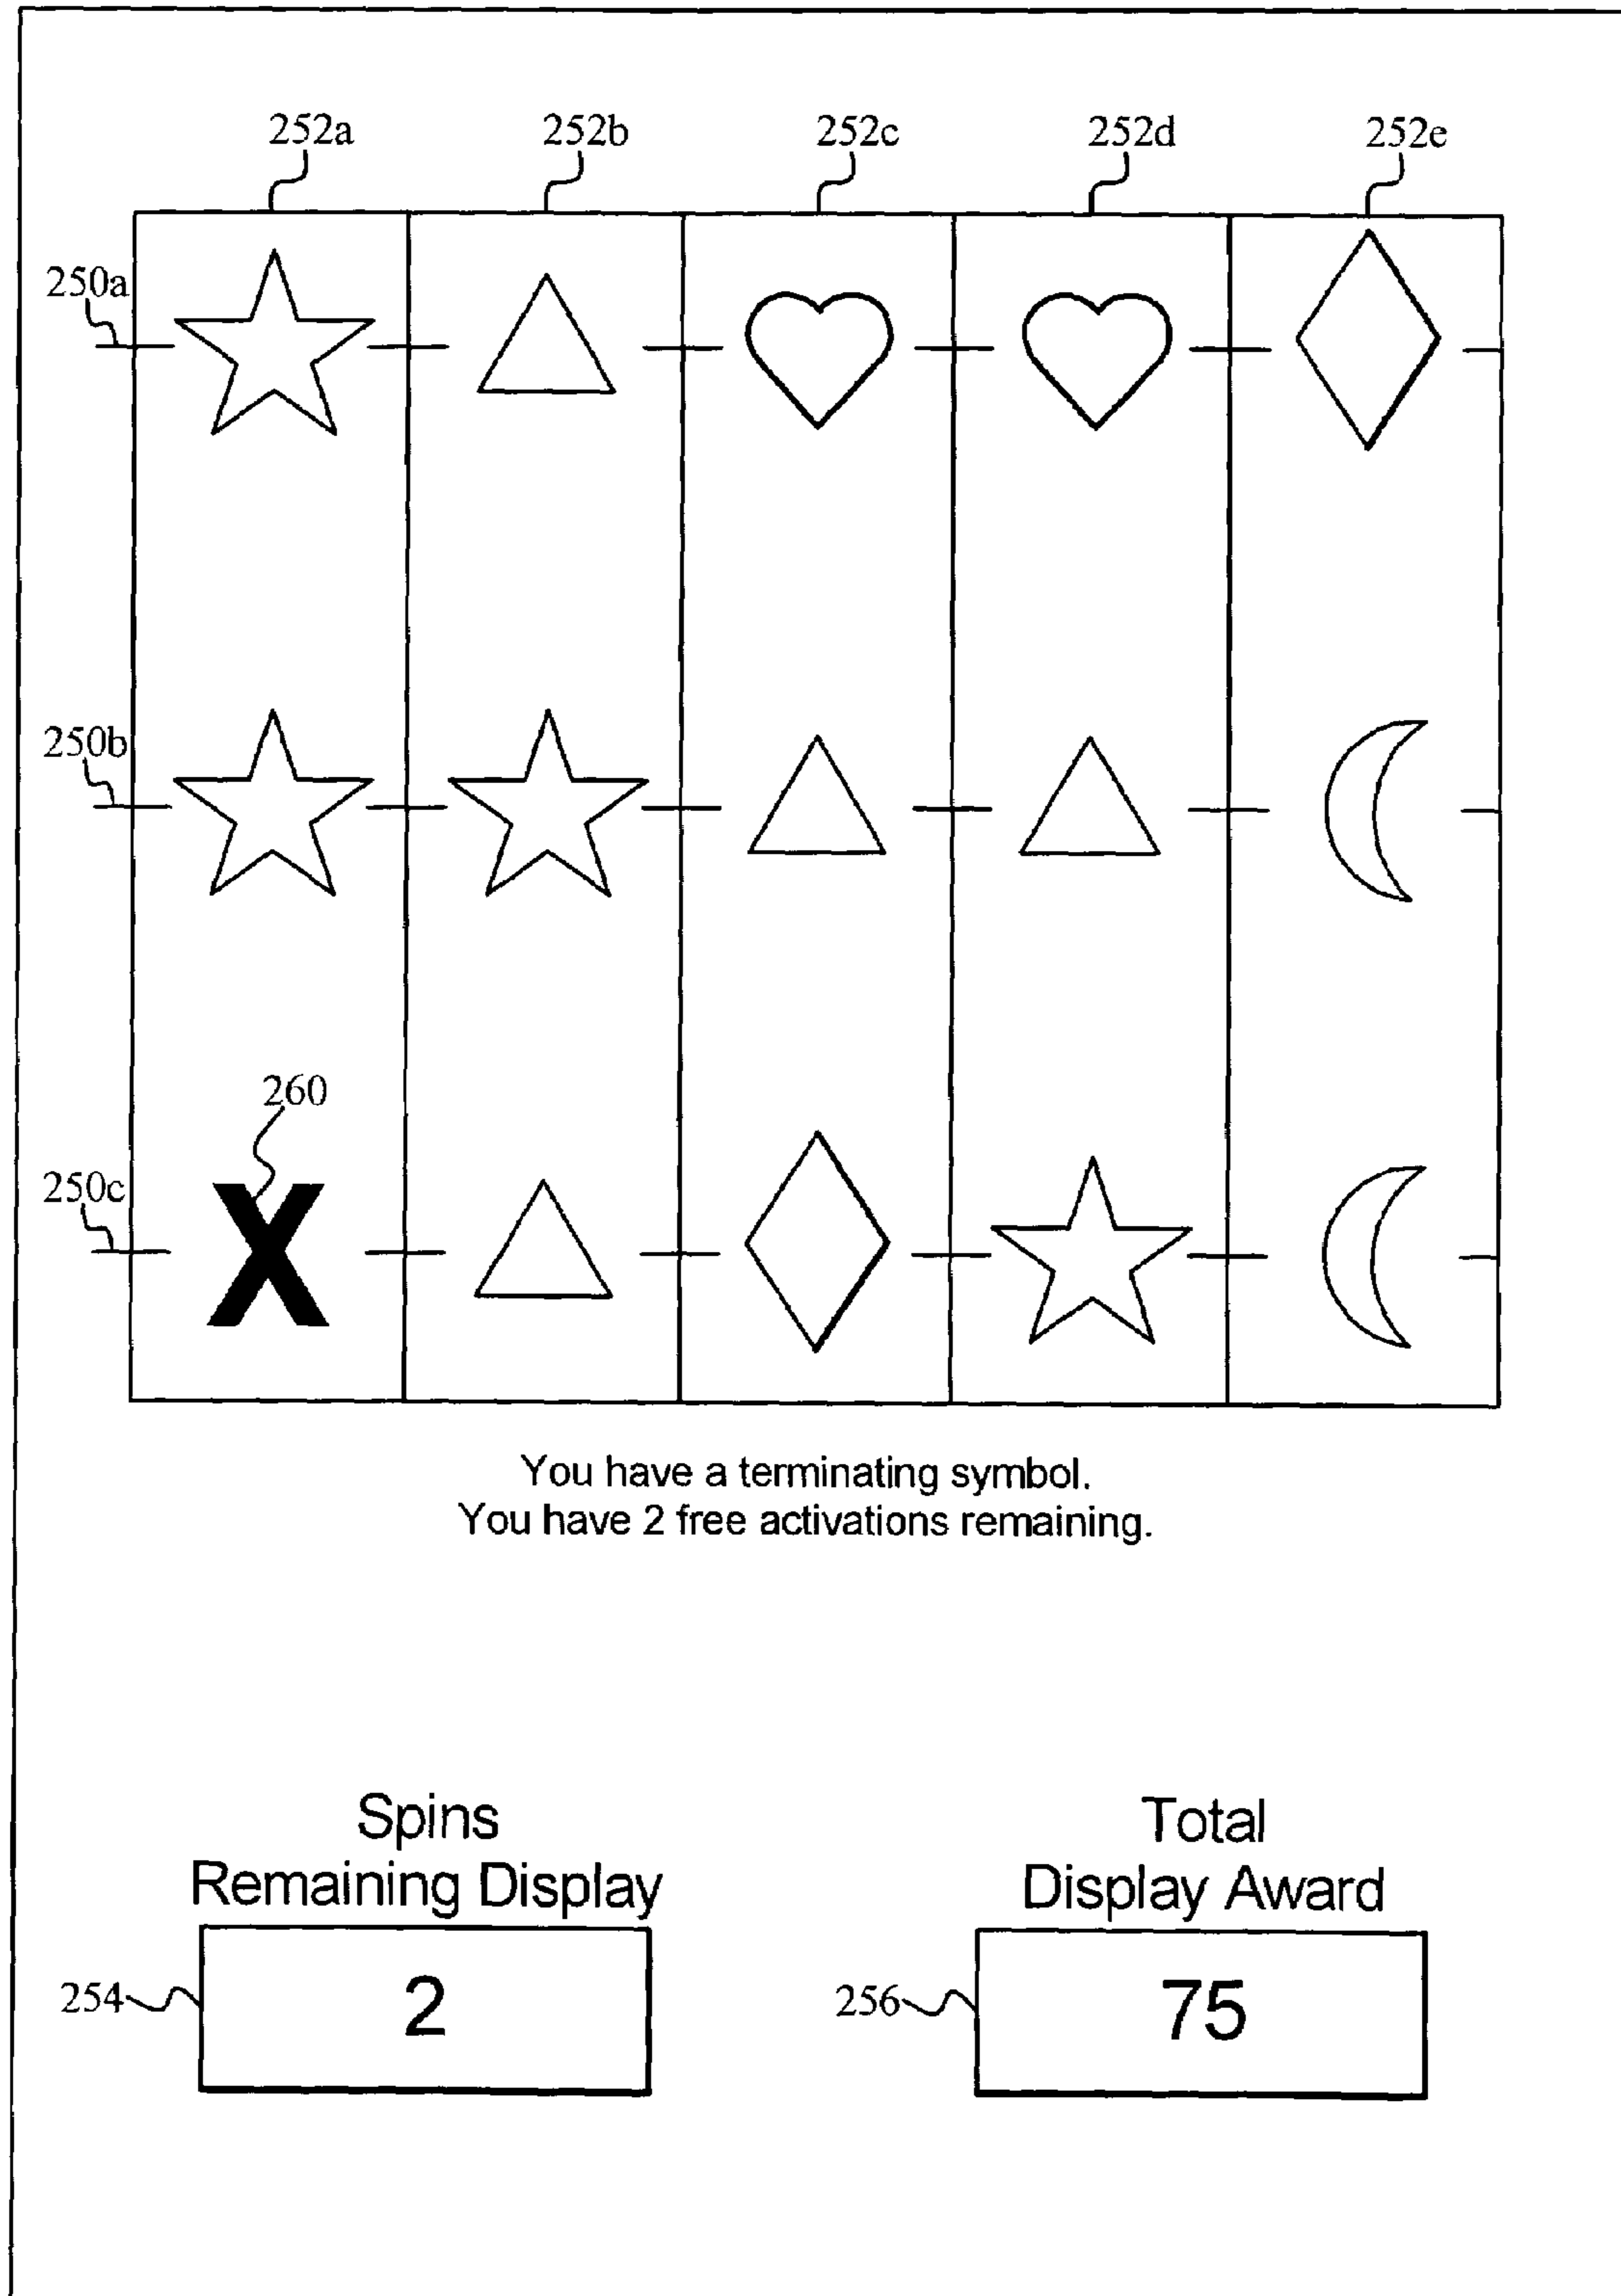 252a 252b 252c 252d 252e
250a
250b
260
250c
X
You have a terminating symbol.
You have 2 free activations remaining.
Spins
Remaining Display
Total
Display Award
254 2
256 75